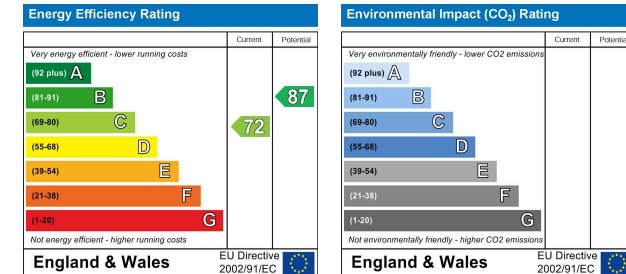 Energy Efficiency Rating
Current Potential
Very energy efficient - lower running costs
(92 plus) A
(81-91) B
(69-80) C
(55-68) D
(39-54) E
(21-38) F
(1-20) G
72
87
Not energy efficient - higher running costs
England & Wales
EU Directive
2002/91/EC
Environmental Impact (CO2) Rating
Current Potential
Very environmentally friendly - lower CO2 emissions
(92 plus) A
(81-91) B
(69-80) C
(55-68) D
(39-54) E
(21-38) F
(1-20) G
Not environmentally friendly - higher CO2 emissions
England & Wales
EU Directive
2002/91/EC